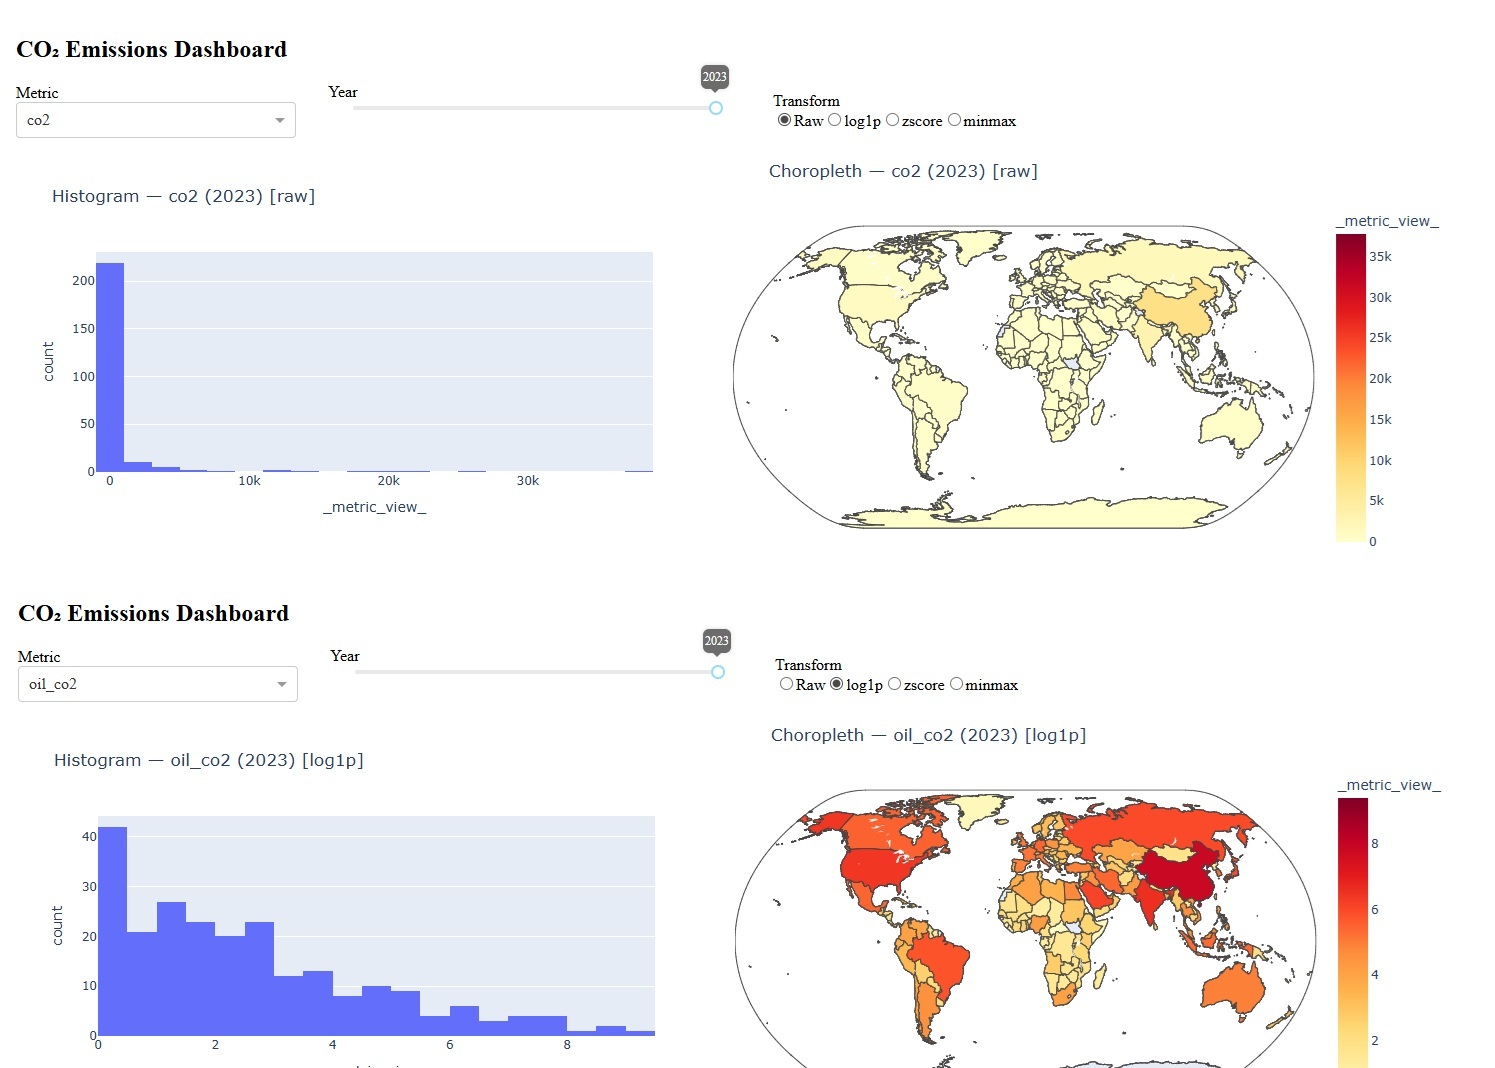 CO₂ Emissions Dashboard
Metric
Year
2023
Transform
co2
Raw log1p zscore minmax
Choropleth — co2 (2023) [raw]
Histogram — co2 (2023) [raw]
_metric_view_
35k
30k
25k
20k
15k
10k
5k
0
200
150
100
50
0
count
0 10k 20k 30k
_metric_view_
CO₂ Emissions Dashboard
Metric
Year
2023
Transform
oil_co2
Raw log1p zscore minmax
Choropleth — oil_co2 (2023) [log1p]
Histogram — oil_co2 (2023) [log1p]
_metric_view_
8
6
4
2
40
30
20
10
0
count
0 2 4 6 8